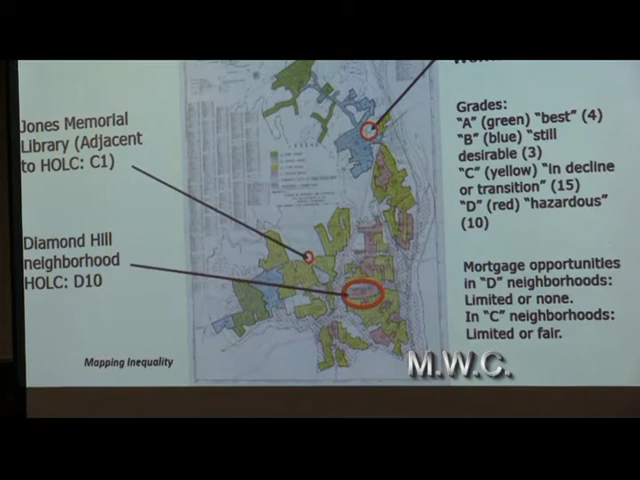 Jones Memorial
Library (Adjacent
to HOLC: C1)
Diamond Hill
neighborhood
HOLC: D10
Mapping Inequality
Grades:
"A" (green) "best" (4)
"B" (blue) "still
desirable (3)
"C" (yellow) "in decline
or transition" (15)
"D" (red) "hazardous"
(10)
Mortgage opportunities
in "D" neighborhoods:
Limited or none.
In "C" neighborhoods:
Limited or fair.
M.W.C.